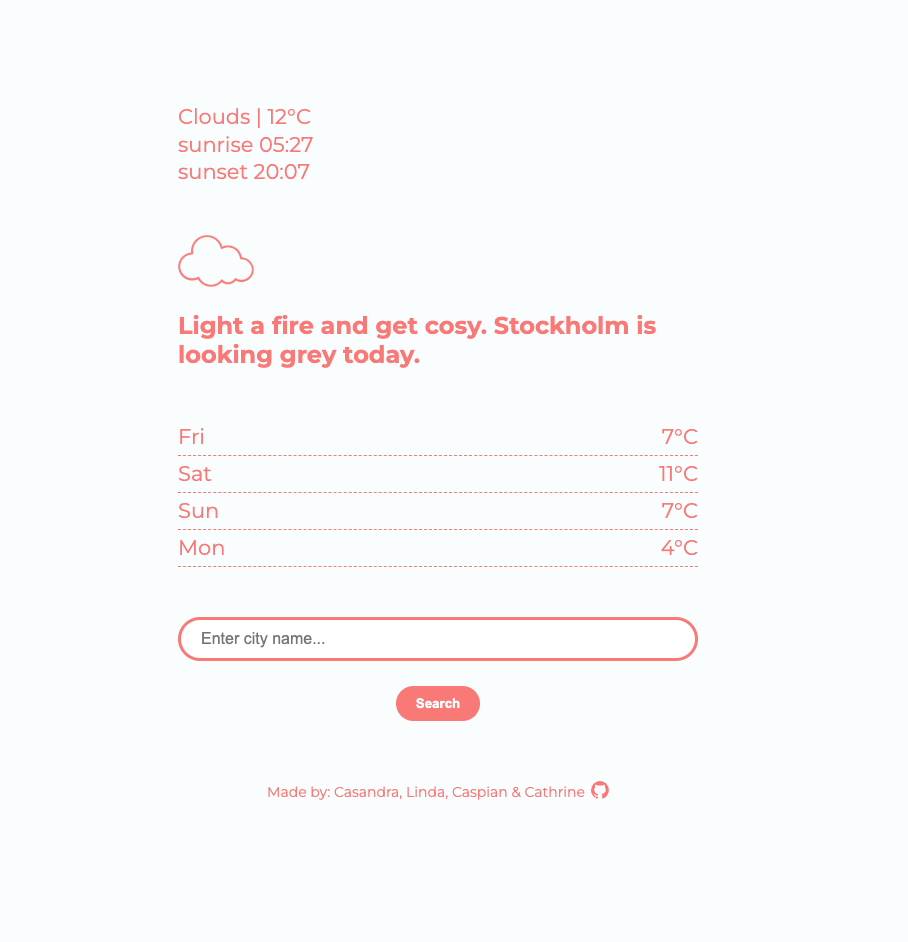 Clouds | 12°C
sunrise 05:27
sunset 20:07
Light a fire and get cosy. Stockholm is
looking grey today.
Fri 7°C
Sat 11°C
Sun 7°C
Mon 4°C
Enter city name...
Search
Made by: Casandra, Linda, Caspian & Cathrine